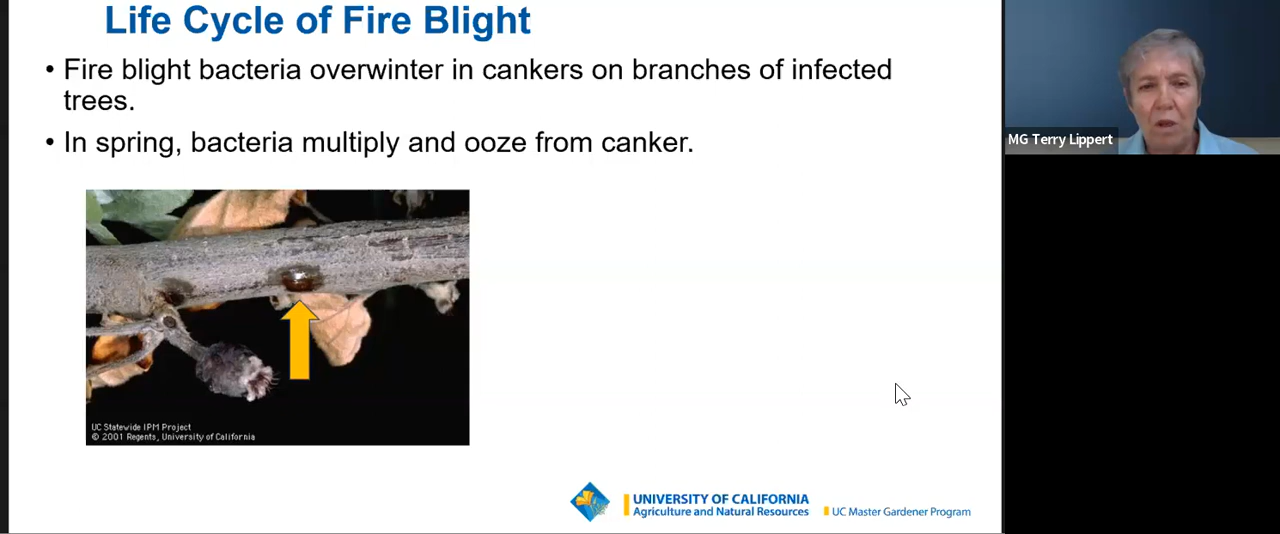 Life Cycle of Fire Blight
• Fire blight bacteria overwinter in cankers on branches of infected
trees.
• In spring, bacteria multiply and ooze from canker.
UC Statewide IPM Project
© 2001 Regents, University of California
UNIVERSITY OF CALIFORNIA
Agriculture and Natural Resources
UC Master Gardener Program
MG Terry Lippert